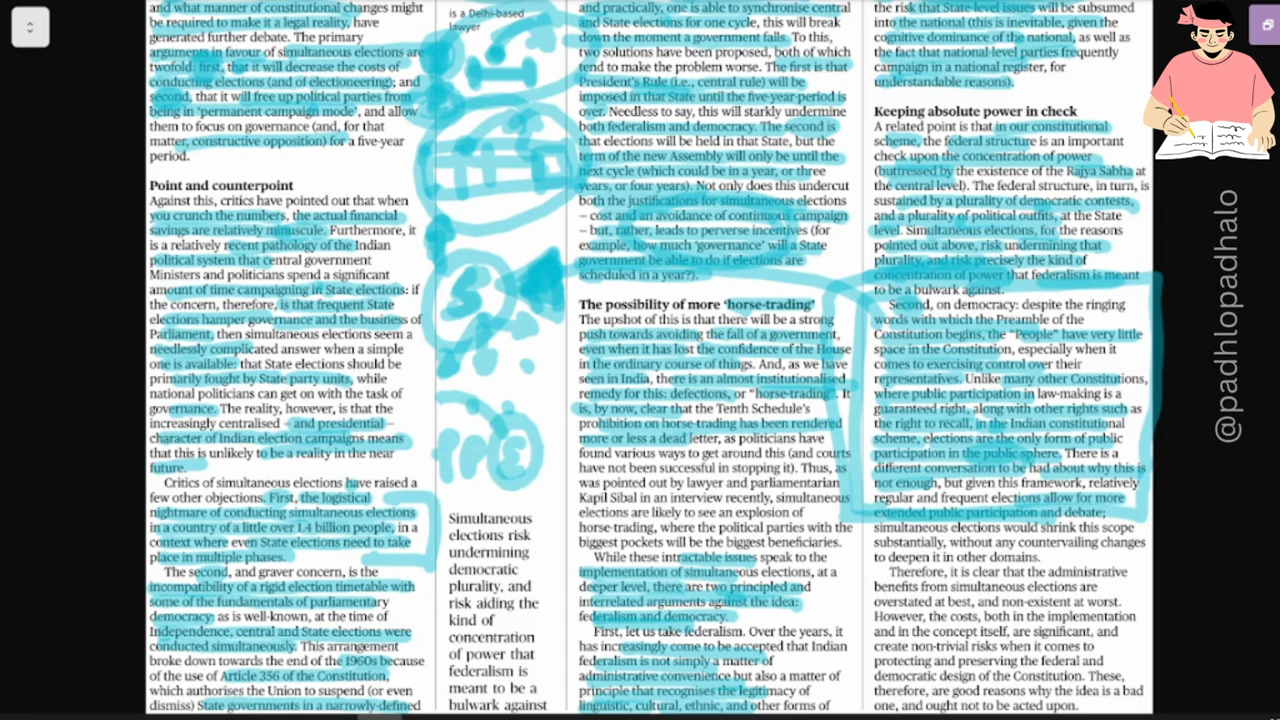 and what manner of constitutional changes might
be required to make it a legal reality, have
generated further debate. The primary
arguments in favour of simultaneous elections are
twofold: first, that it will decrease the costs of
conducting elections (and of electioneering); and
second, that it will free up political parties from
being in 'permanent campaign mode', and allow
them to focus on governance (and, for that
matter, constructive opposition) for a five-year
period.
Point and counterpoint
Against this, critics have pointed out that when
you crunch the numbers, the actual financial
savings are relatively minuscule. Furthermore, it
is a relatively recent pathology of the Indian
political system that central government
Ministers and politicians spend a significant
amount of time campaigning in State elections: if
the concern, therefore, is that frequent State
elections hamper governance and the business of
Parliament, then simultaneous elections seem a
needlessly complicated answer when a simple
one is available: that State elections should be
primarily fought by State party units, while
national politicians can get on with the task of
governance. The reality, however, is that the
increasingly centralised – and presidential –
character of Indian election campaigns means
that this is unlikely to be a reality in the near
future.
Critics of simultaneous elections have raised a
few other objections. First, the logistical
nightmare of conducting simultaneous elections
in a country of a little over 1.4 billion people, in a
context where even State elections need to take
place in multiple phases.
The second, and graver concern, is the
incompatibility of a rigid election timetable with
some of the fundamentals of parliamentary
democracy: as is well-known, at the time of
Independence, central and State elections were
conducted simultaneously. This arrangement
broke down towards the end of the 1960s because
of the use of Article 356 of the Constitution,
which authorises the Union to suspend (or even
dismiss) State governments in a narrowly-defined
is a Delhi-based
lawyer
Simultaneous
elections risk
undermining
democratic
plurality, and
risk aiding the
kind of
concentration
of power that
federalism is
meant to be a
bulwark against
and practically, one is able to synchronise central
and State elections for one cycle, this will break
down the moment a government falls. To this,
two solutions have been proposed, both of which
tend to make the problem worse. The first is that
President's Rule (i.e., central rule) will be
imposed in that State until the five-year-period is
over. Needless to say, this will starkly undermine
both federalism and democracy. The second is
that elections will be held in that State, but the
term of the new Assembly will only be until the
next cycle (which could be in a year, or three
years, or four years). Not only does this undercut
both the justifications for simultaneous elections
– cost and an avoidance of continuous campaign
– but, rather, leads to perverse incentives (for
example, how much 'governance' will a State
government be able to do if elections are
scheduled in a year?).
The possibility of more 'horse-trading'
The upshot of this is that there will be a strong
push towards avoiding the fall of a government,
even when it has lost the confidence of the House
in the ordinary course of things. And, as we have
seen in India, there is an almost institutionalised
remedy for this: defections, or "horse-trading". It
is, by now, clear that the Tenth Schedule's
prohibition on horse-trading has been rendered
more or less a dead letter, as politicians have
found various ways to get around this (and courts
have not been successful in stopping it). Thus, as
was pointed out by lawyer and parliamentarian
Kapil Sibal in an interview recently, simultaneous
elections are likely to see an explosion of
horse-trading, where the political parties with the
biggest pockets will be the biggest beneficiaries.
While these intractable issues speak to the
implementation of simultaneous elections, at a
deeper level, there are two principled and
interrelated arguments against the idea:
federalism and democracy.
First, let us take federalism. Over the years, it
has increasingly come to be accepted that Indian
federalism is not simply a matter of
administrative convenience but also a matter of
principle that recognises the legitimacy of
linguistic, cultural, ethnic, and other forms of
the risk that State-level issues will be subsumed
into the national (this is inevitable, given the
cognitive dominance of the national, as well as
the fact that national-level parties frequently
campaign in a national register, for
understandable reasons).
Keeping absolute power in check
A related point is that in our constitutional
scheme, the federal structure is an important
check upon the concentration of power
(buttressed by the existence of the Rajya Sabha at
the central level). The federal structure, in turn, is
sustained by a plurality of democratic contests,
and a plurality of political outfits, at the State
level. Simultaneous elections, for the reasons
pointed out above, risk undermining that
plurality, and risk precisely the kind of
concentration of power that federalism is meant
to be a bulwark against.
Second, on democracy: despite the ringing
words with which the Preamble of the
Constitution begins, the "People" have very little
space in the Constitution, especially when it
comes to exercising control over their
representatives. Unlike many other Constitutions,
where public participation in law-making is a
guaranteed right, along with other rights such as
the right to recall, in the Indian constitutional
scheme, elections are the only form of public
participation in the public sphere. There is a
different conversation to be had about why this is
not enough, but given this framework, relatively
regular and frequent elections allow for more
extended public participation and debate;
simultaneous elections would shrink this scope
substantially, without any countervailing changes
to deepen it in other domains.
Therefore, it is clear that the administrative
benefits from simultaneous elections are
overstated at best, and non-existent at worst.
However, the costs, both in the implementation
and in the concept itself, are significant, and
create non-trivial risks when it comes to
protecting and preserving the federal and
democratic design of the Constitution. These,
therefore, are good reasons why the idea is a bad
one, and ought not to be acted upon.
@padhlopadhalo